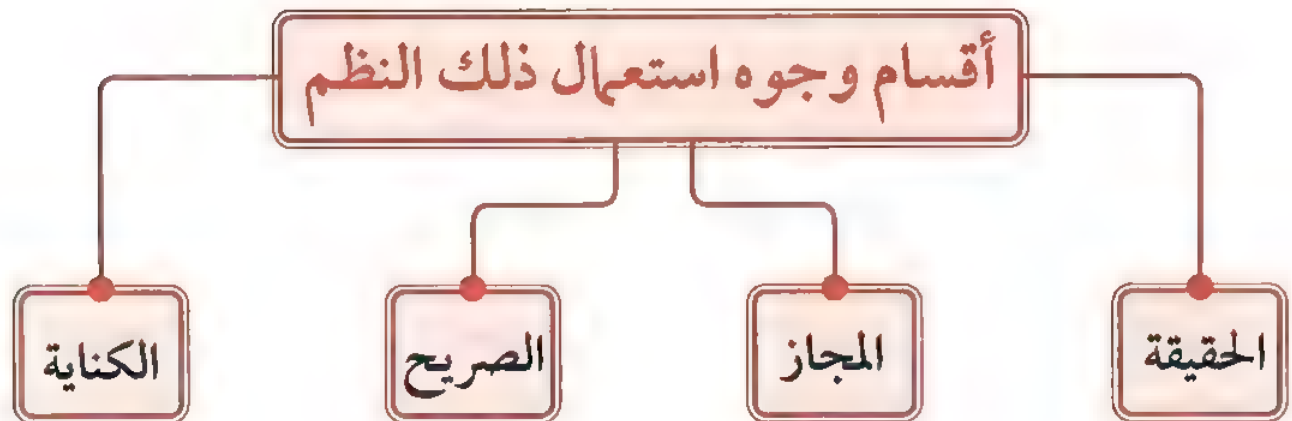 أقسام وجوه استعمال ذلك النظم
الحقيقة
المجاز
الصريح
الكناية